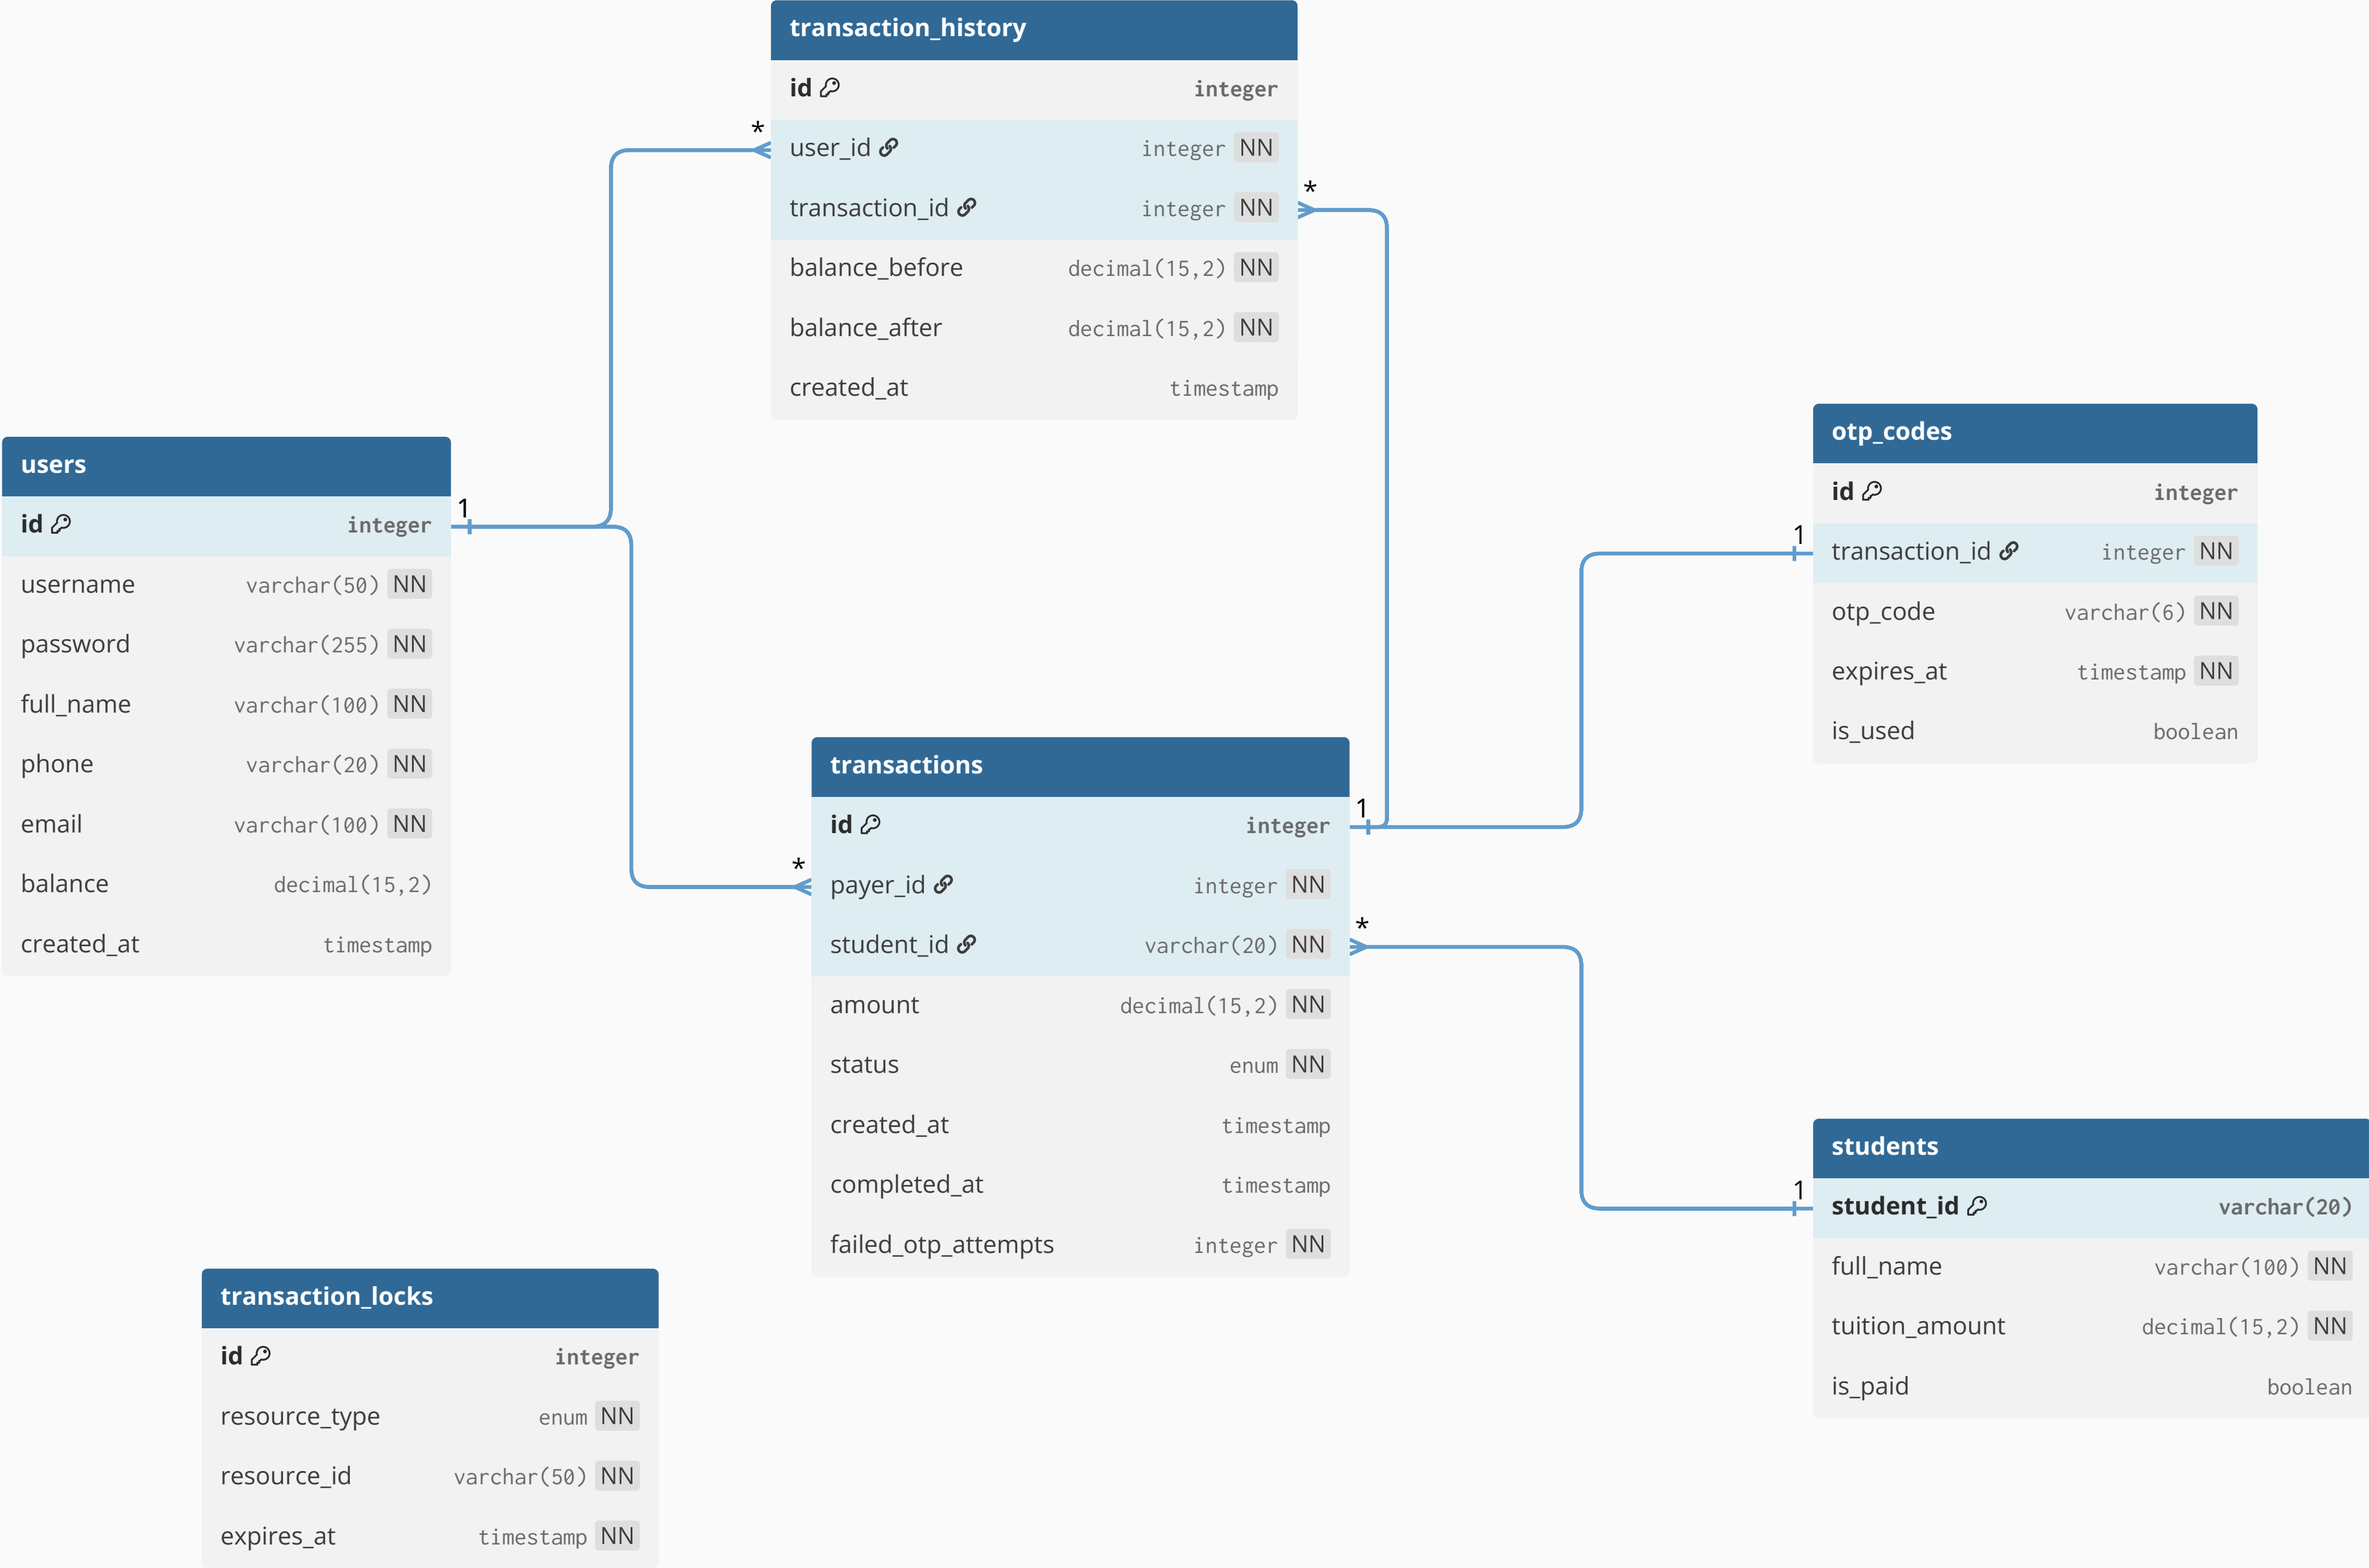 transaction_history
id integer
* user_id integer NN
transaction_id integer NN *
balance_before decimal(15,2) NN
balance_after decimal(15,2) NN
created_at timestamp
users
id integer 1
username varchar(50) NN
password varchar(255) NN
full_name varchar(100) NN
phone varchar(20) NN
email varchar(100) NN
balance decimal(15,2)
created_at timestamp
otp_codes
id integer
1 transaction_id integer NN
otp_code varchar(6) NN
expires_at timestamp NN
is_used boolean
transactions
id integer 1
* payer_id integer NN
student_id varchar(20) NN *
amount decimal(15,2) NN
status enum NN
created_at timestamp
completed_at timestamp
failed_otp_attempts integer NN
students
1 student_id varchar(20)
full_name varchar(100) NN
tuition_amount decimal(15,2) NN
is_paid boolean
transaction_locks
id integer
resource_type enum NN
resource_id varchar(50) NN
expires_at timestamp NN